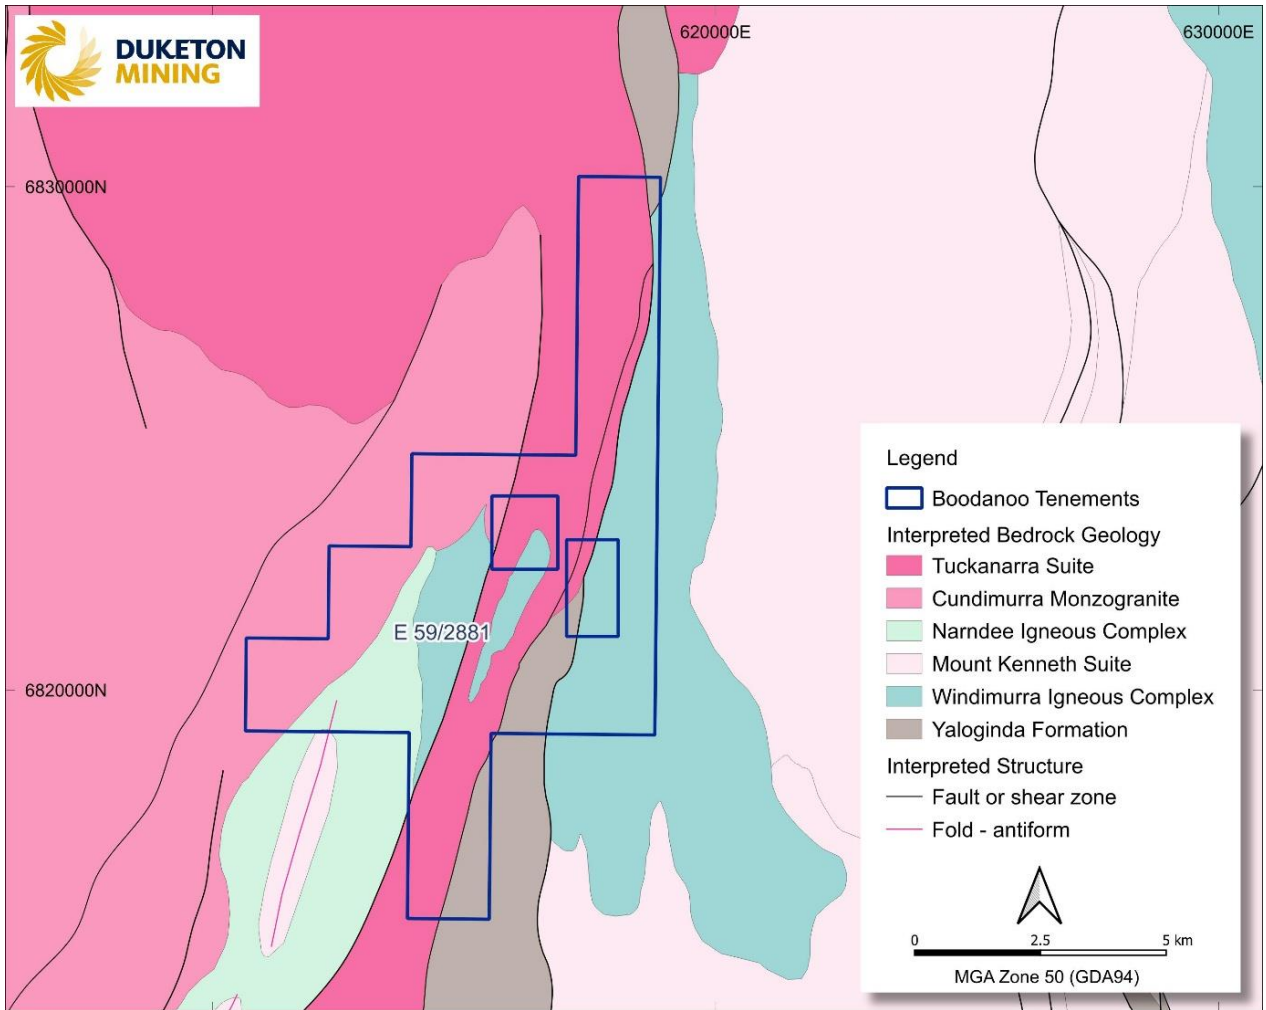 DUKETON
MINING
620000E
630000E
6830000N
E 59/2881
6820000N
Legend
Boodanoo Tenements
Interpreted Bedrock Geology
Tuckanarra Suite
Cundimurra Monzogranite
Narndee Igneous Complex
Mount Kenneth Suite
Windimurra Igneous Complex
Yaloginda Formation
Interpreted Structure
Fault or shear zone
Fold - antiform
0 2.5 5 km
MGA Zone 50 (GDA94)